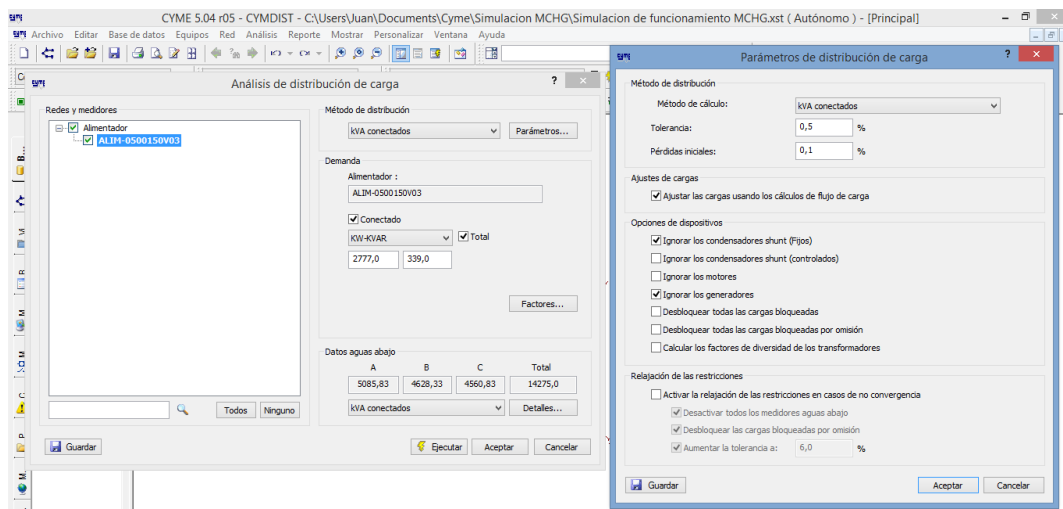 CYME 5.04 r05 - CYMDIST - C:\Users\Juan\Documents\Cyme\Simulacion MCHG\Simulacion de funcionamiento MCHG.xst ( Autónomo ) - [Principal]
Archivo Editar Base de datos Equipos Red Análisis Reporte Mostrar Personalizar Ventana Ayuda
Análisis de distribución de carga
Redes y medidores
Alimentador
ALIM-0500150V03
Todos Ninguno
Método de distribución
kVA conectados Parámetros...
Demanda
Alimentador :
ALIM-0500150V03
Conectado
KW-KVAR Total
2777,0 339,0
Factores...
Datos aguas abajo
A B C Total
5085,83 4628,33 4560,83 14275,0
kVA conectados Detalles...
Guardar Ejecutar Aceptar Cancelar
Parámetros de distribución de carga
Método de distribución
Método de cálculo: kVA conectados
Tolerancia: 0,5 %
Pérdidas iniciales: 0,1 %
Ajustes de cargas
Ajustar las cargas usando los cálculos de flujo de carga
Opciones de dispositivos
Ignorar los condensadores shunt (Fijos)
Ignorar los condensadores shunt (controlados)
Ignorar los motores
Ignorar los generadores
Desbloquear todas las cargas bloqueadas
Desbloquear todas las cargas bloqueadas por omisión
Calcular los factores de diversidad de los transformadores
Relajación de las restricciones
Activar la relajación de las restricciones en casos de no convergencia
Desactivar todos los medidores aguas abajo
Desbloquear las cargas bloqueadas por omisión
Aumentar la tolerancia a: 6,0 %
Guardar Aceptar Cancelar